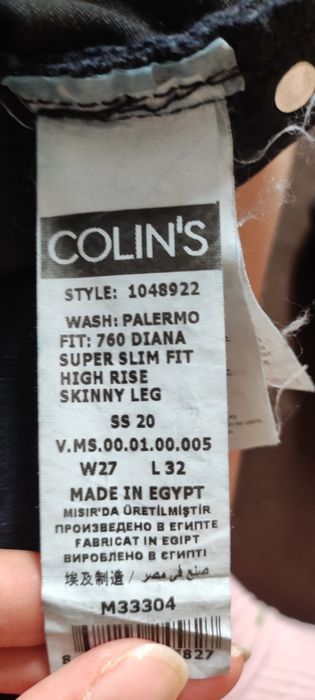 COLIN'S
STYLE: 1048922
WASH: PALERMO
FIT: 760 DIANA
SUPER SLIM FIT
HIGH RISE
SKINNY LEG
SS 20
V.MS.00.01.00.005
W27 L 32
MADE IN EGYPT
MISIR'DA ÜRETİLMİŞTİR
ПРОИЗВЕДЕНО В ЕГИПТЕ
FABRICAT IN EGIPT
ВИРОБЛЕНО В ЄГИПТІ
埃及制造 / صنع في مصر
M33304
8 7827